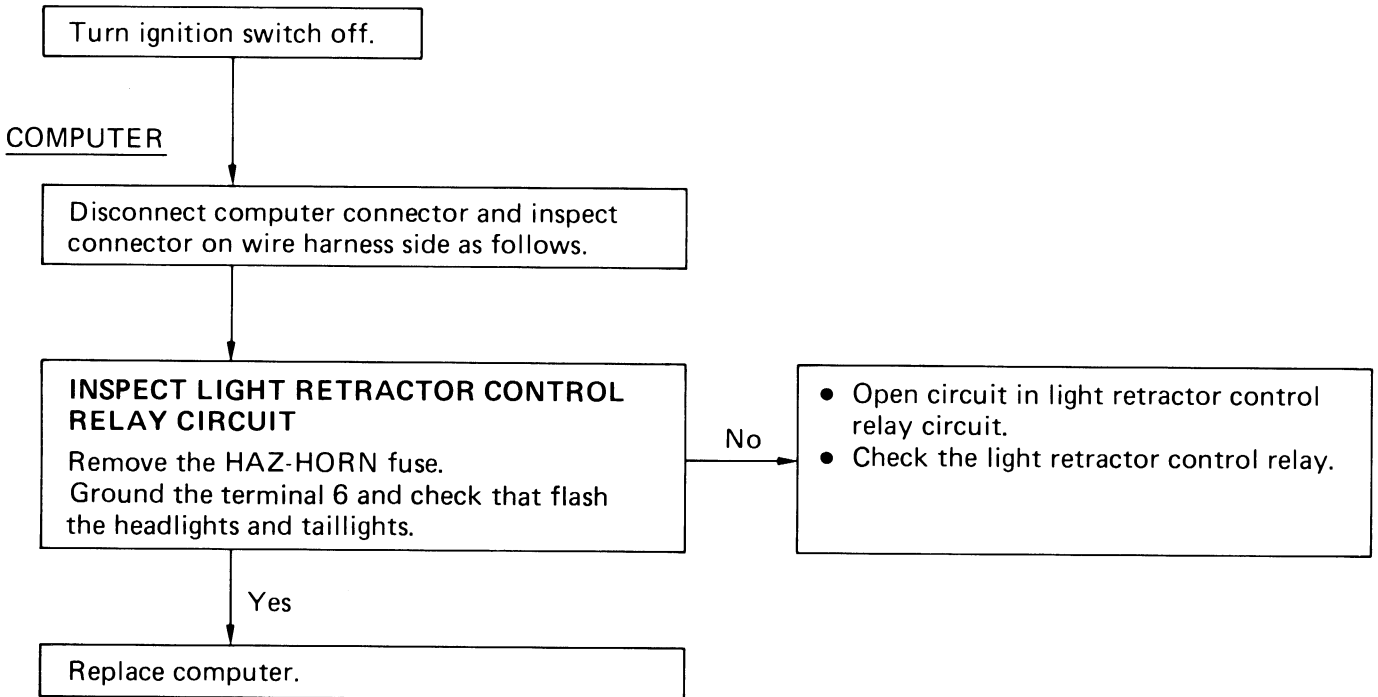 Turn ignition switch off.
COMPUTER
Disconnect computer connector and inspect
connector on wire harness side as follows.
INSPECT LIGHT RETRACTOR CONTROL
RELAY CIRCUIT
Remove the HAZ-HORN fuse.
Ground the terminal 6 and check that flash
the headlights and taillights.
No
● Open circuit in light retractor control
relay circuit.
● Check the light retractor control relay.
Yes
Replace computer.